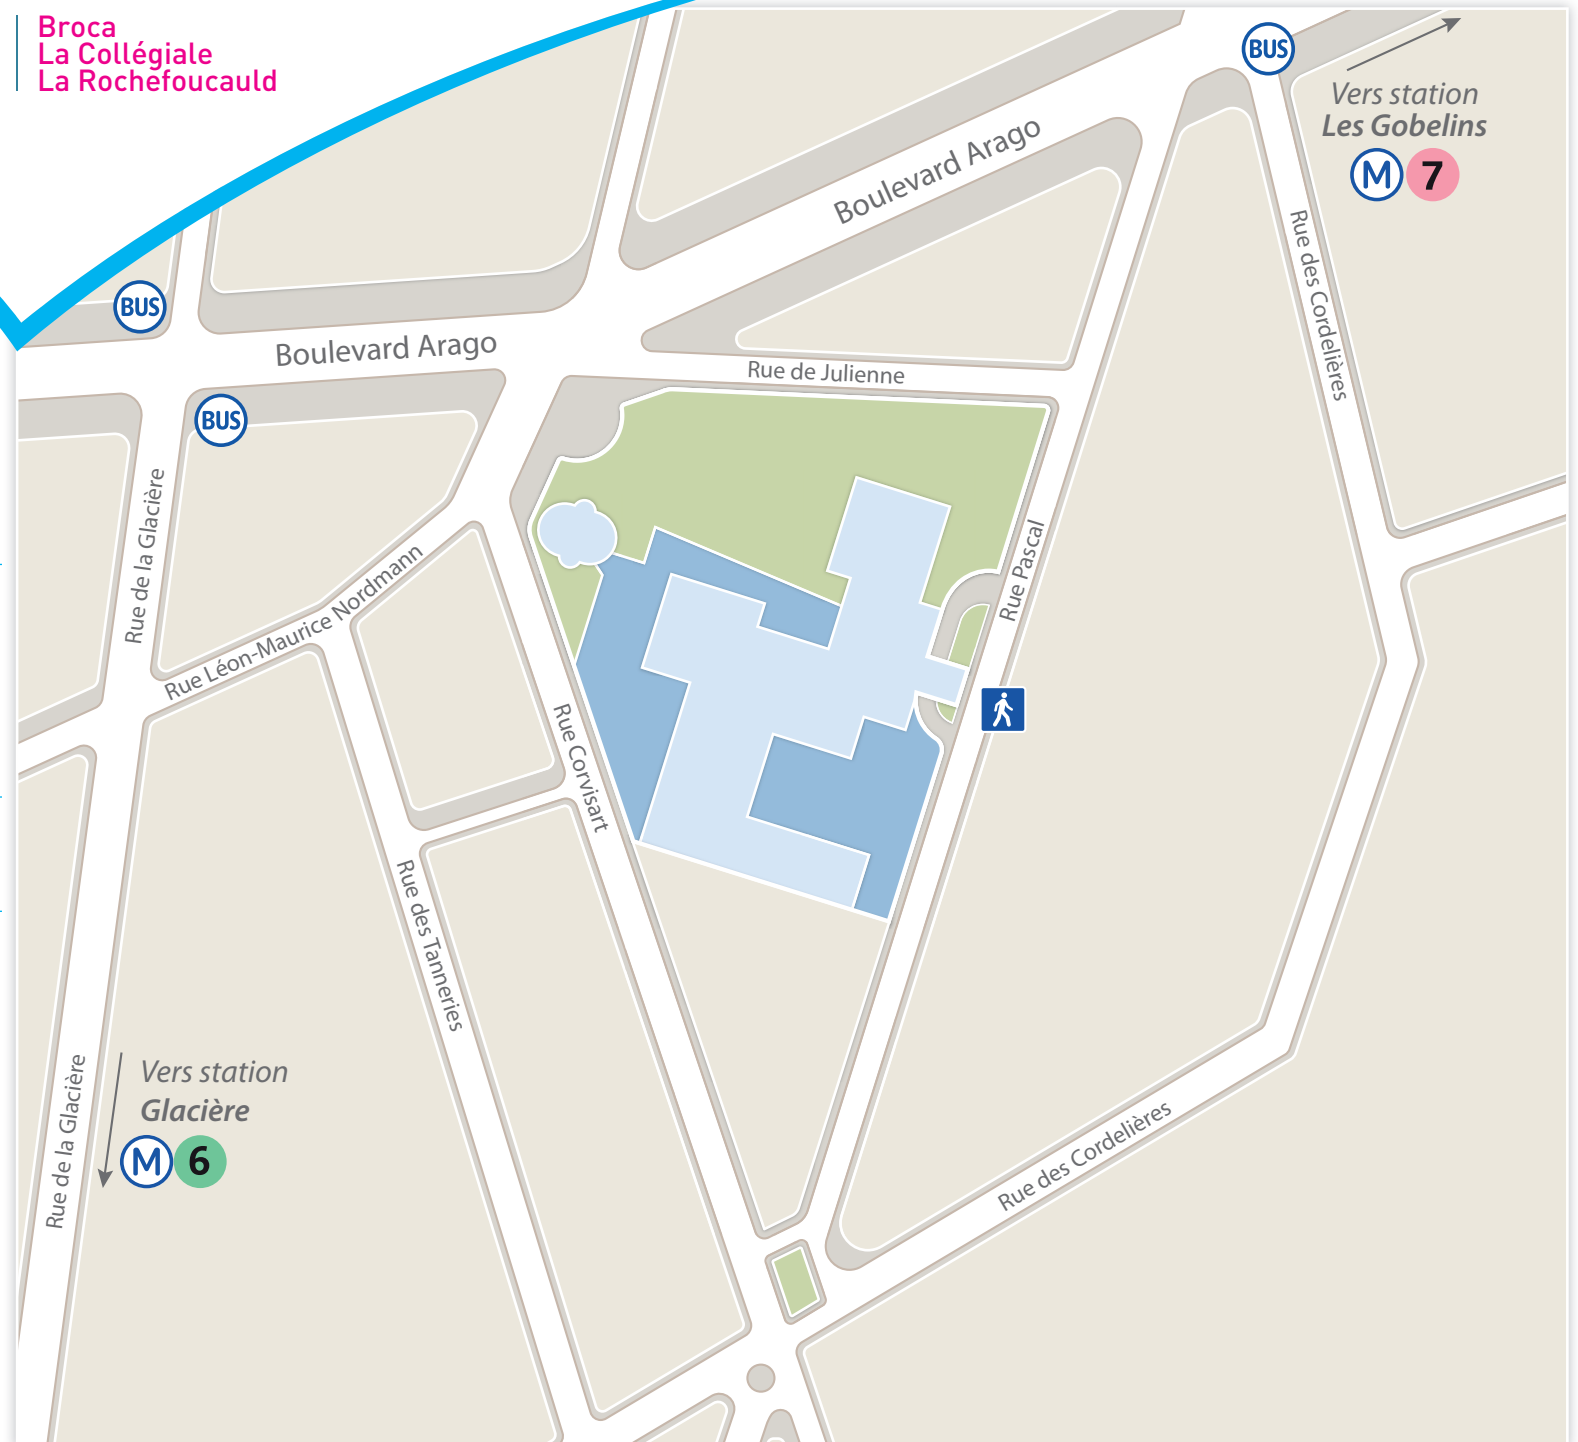 Broca
La Collégiale
La Rochefoucauld
BUS
Vers station
Les Gobelins
M 7
Boulevard Arago
Rue des Cordelières
BUS
Boulevard Arago
Rue de Julienne
BUS
Rue de la Glacière
Rue Léon-Maurice Nordmann
Rue Pascal
Rue Corvisart
Rue des Tanneries
Vers station
Glacière
M 6
Rue de la Glacière
Rue des Cordelières